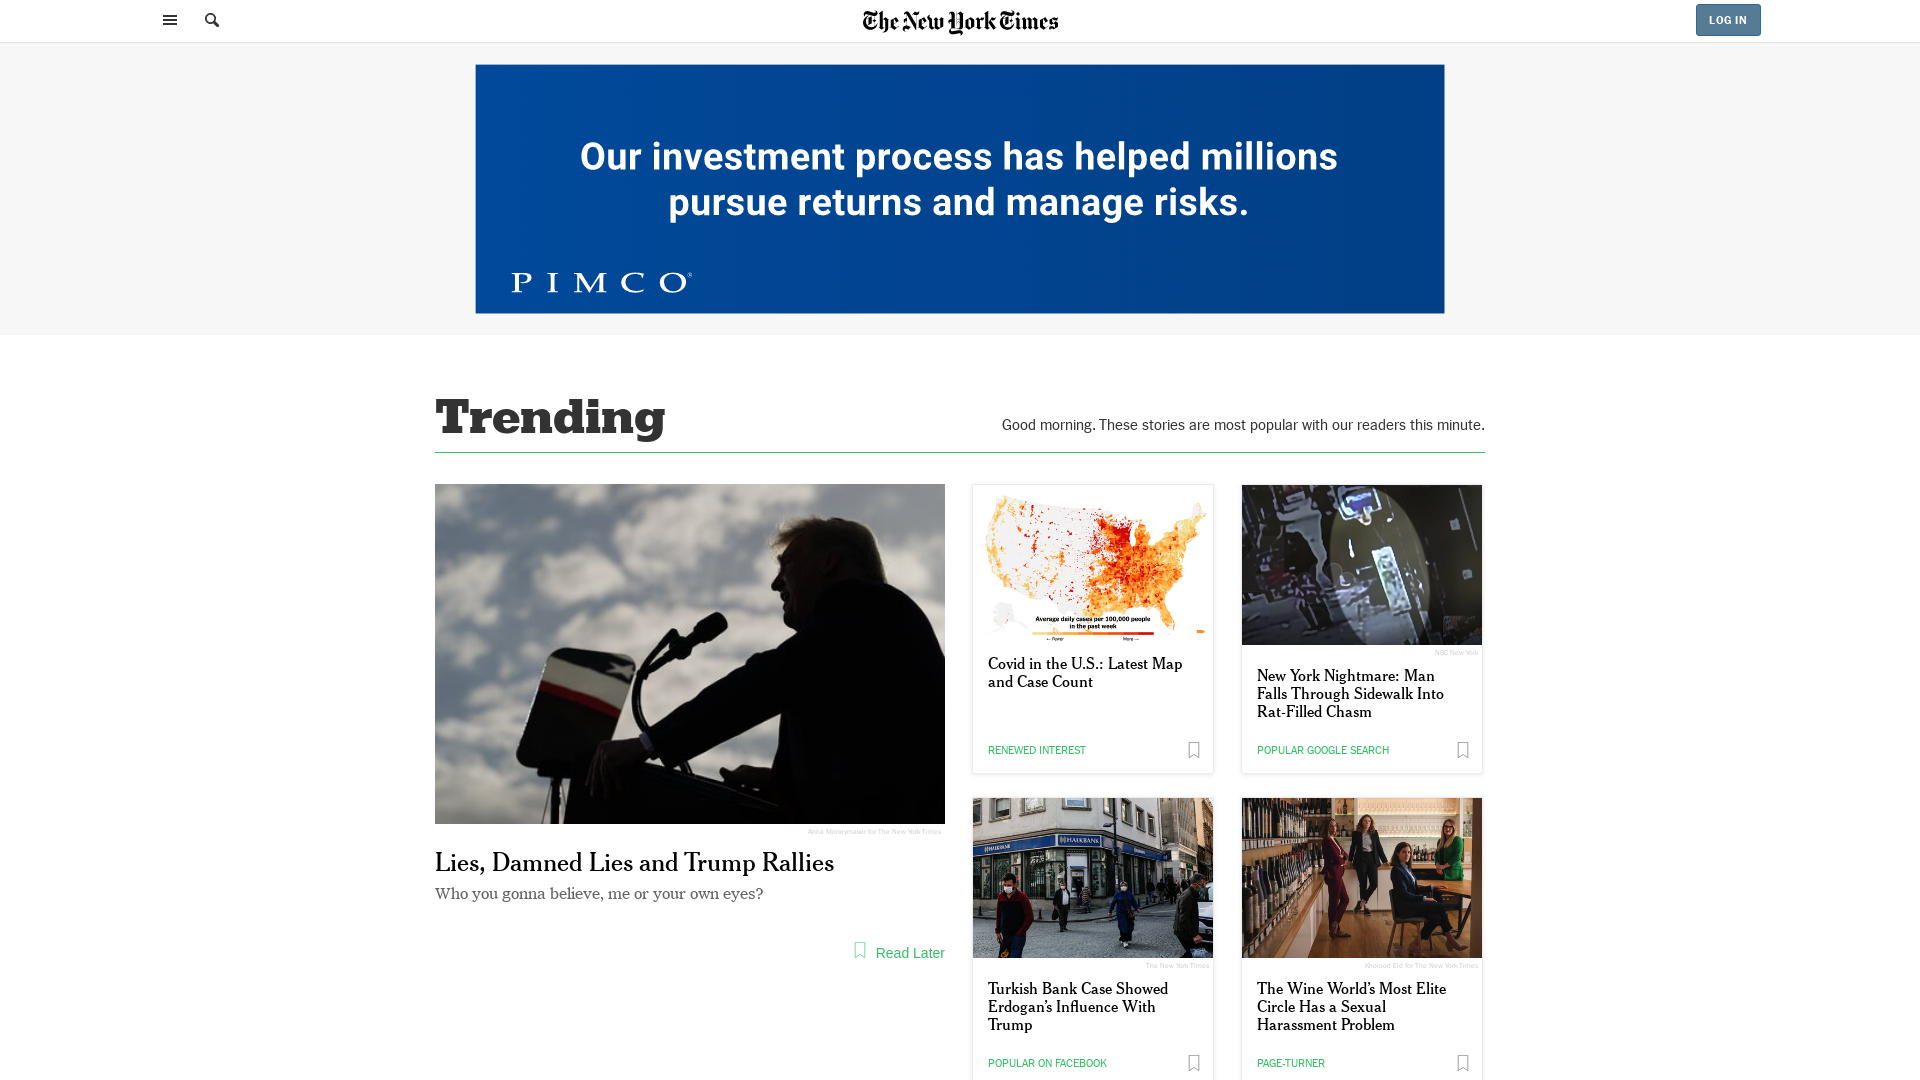 The New York Times
LOG IN
Our investment process has helped millions
pursue returns and manage risks.
PIMCO®
Trending
Good morning. These stories are most popular with our readers this minute.
Average daily cases per 100,000 people
in the past week
← Fewer
More →
NBC New York
Covid in the U.S.: Latest Map
and Case Count
New York Nightmare: Man
Falls Through Sidewalk Into
Rat-Filled Chasm
RENEWED INTEREST
POPULAR GOOGLE SEARCH
Anna Moneymaker for The New York Times
Lies, Damned Lies and Trump Rallies
Who you gonna believe, me or your own eyes?
Read Later
HALKBANK
The New York Times
Kholood Eid for The New York Times
Turkish Bank Case Showed
Erdogan’s Influence With
Trump
The Wine World’s Most Elite
Circle Has a Sexual
Harassment Problem
POPULAR ON FACEBOOK
PAGE-TURNER